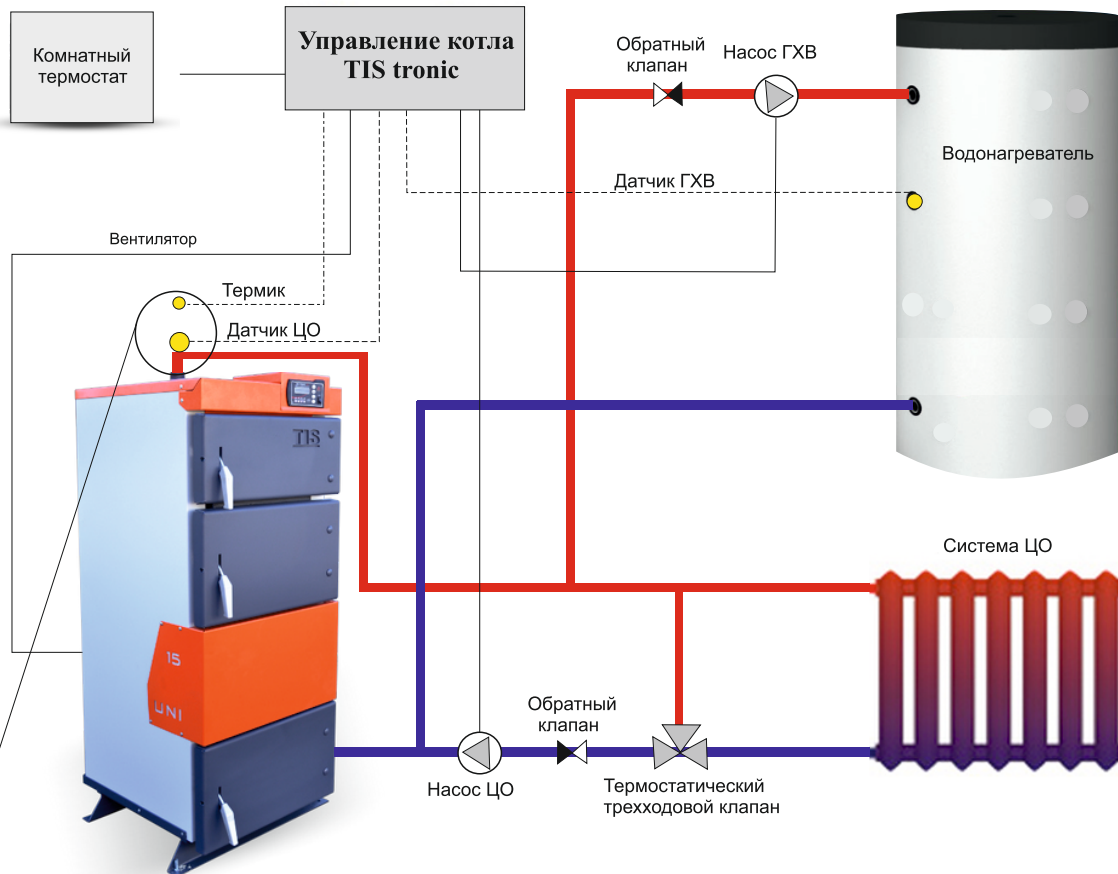 Комнатный
термостат
Управление котла
TIS tronic
Обратный
клапан
Насос ГХВ
Водонагреватель
Датчик ГХВ
Вентилятор
Термик
Датчик ЦО
TIS
Система ЦО
15
UNI
Обратный
клапан
Насос ЦО
Термостатический
трехходовой клапан